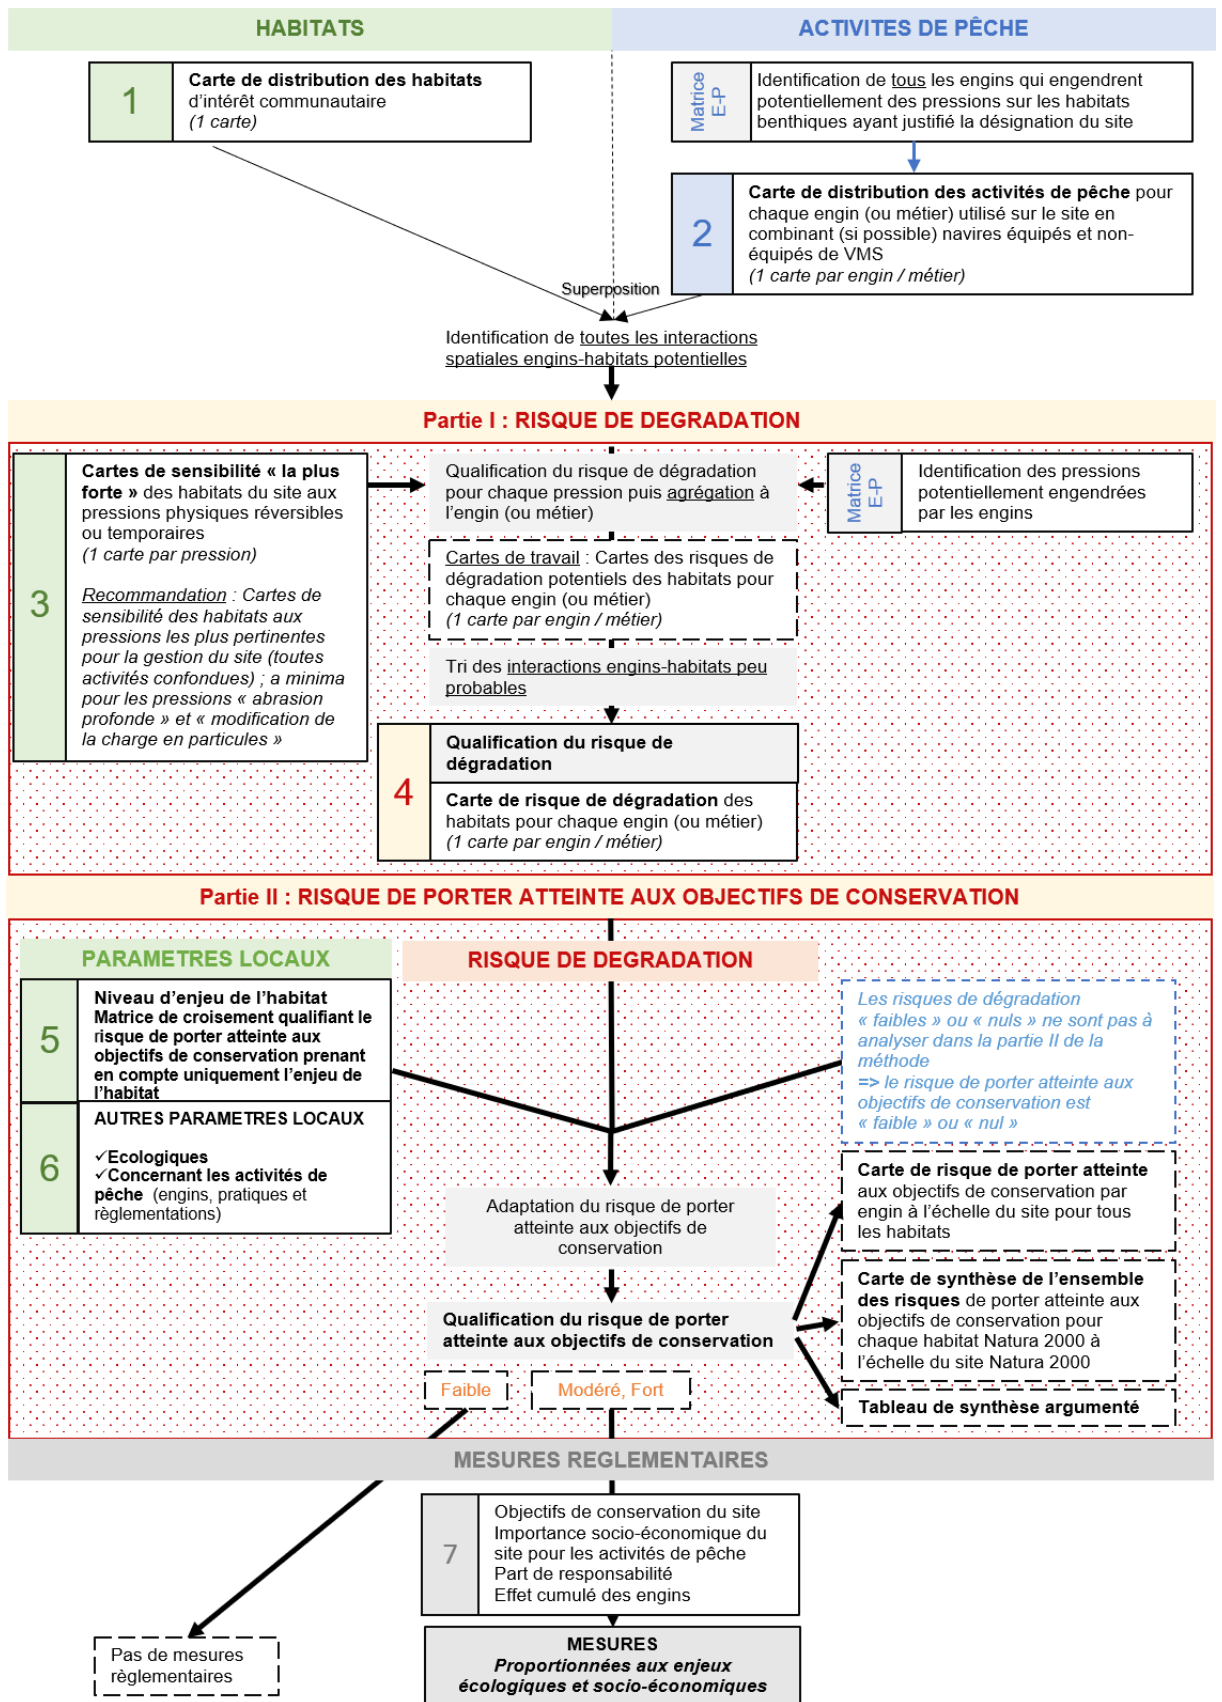 HABITATS
ACTIVITES DE PÊCHE
1
Carte de distribution des habitats
d'intérêt communautaire
(1 carte)
Matrice
E-P
Identification de tous les engins qui engendrent
potentiellement des pressions sur les habitats
benthiques ayant justifié la désignation du site
2
Carte de distribution des activités de pêche pour
chaque engin (ou métier) utilisé sur le site en
combinant (si possible) navires équipés et non-
équipés de VMS
(1 carte par engin / métier)
Superposition
Identification de toutes les interactions
spatiales engins-habitats potentielles
Partie I : RISQUE DE DEGRADATION
3
Cartes de sensibilité « la plus
forte » des habitats du site aux
pressions physiques réversibles
ou temporaires
(1 carte par pression)
Recommandation : Cartes de
sensibilité des habitats aux
pressions les plus pertinentes
pour la gestion du site (toutes
activités confondues) ; a minima
pour les pressions « abrasion
profonde » et « modification de
la charge en particules »
Qualification du risque de dégradation
pour chaque pression puis agrégation à
l'engin (ou métier)
Matrice
E-P
Identification des pressions
potentiellement engendrées
par les engins
Cartes de travail : Cartes des risques de
dégradation potentiels des habitats pour
chaque engin (ou métier)
(1 carte par engin / métier)
Tri des interactions engins-habitats peu
probables
4
Qualification du risque de
dégradation
Carte de risque de dégradation des
habitats pour chaque engin (ou métier)
(1 carte par engin / métier)
Partie II : RISQUE DE PORTER ATTEINTE AUX OBJECTIFS DE CONSERVATION
PARAMETRES LOCAUX
RISQUE DE DEGRADATION
5
Niveau d'enjeu de l'habitat
Matrice de croisement qualifiant le
risque de porter atteinte aux
objectifs de conservation prenant
en compte uniquement l'enjeu de
l'habitat
6
AUTRES PARAMETRES LOCAUX
✓Ecologiques
✓Concernant les activités de
pêche (engins, pratiques et
règlementations)
Les risques de dégradation
« faibles » ou « nuls » ne sont pas à
analyser dans la partie II de la
méthode
=> le risque de porter atteinte aux
objectifs de conservation est
« faible » ou « nul »
Adaptation du risque de porter
atteinte aux objectifs de
conservation
Qualification du risque de porter
atteinte aux objectifs de conservation
Carte de risque de porter atteinte
aux objectifs de conservation par
engin à l'échelle du site pour tous
les habitats
Carte de synthèse de l'ensemble
des risques de porter atteinte aux
objectifs de conservation pour
chaque habitat Natura 2000 à
l'échelle du site Natura 2000
Tableau de synthèse argumenté
Faible
Modéré, Fort
MESURES REGLEMENTAIRES
7
Objectifs de conservation du site
Importance socio-économique du
site pour les activités de pêche
Part de responsabilité
Effet cumulé des engins
Pas de mesures
règlementaires
MESURES
Proportionnées aux enjeux
écologiques et socio-économiques